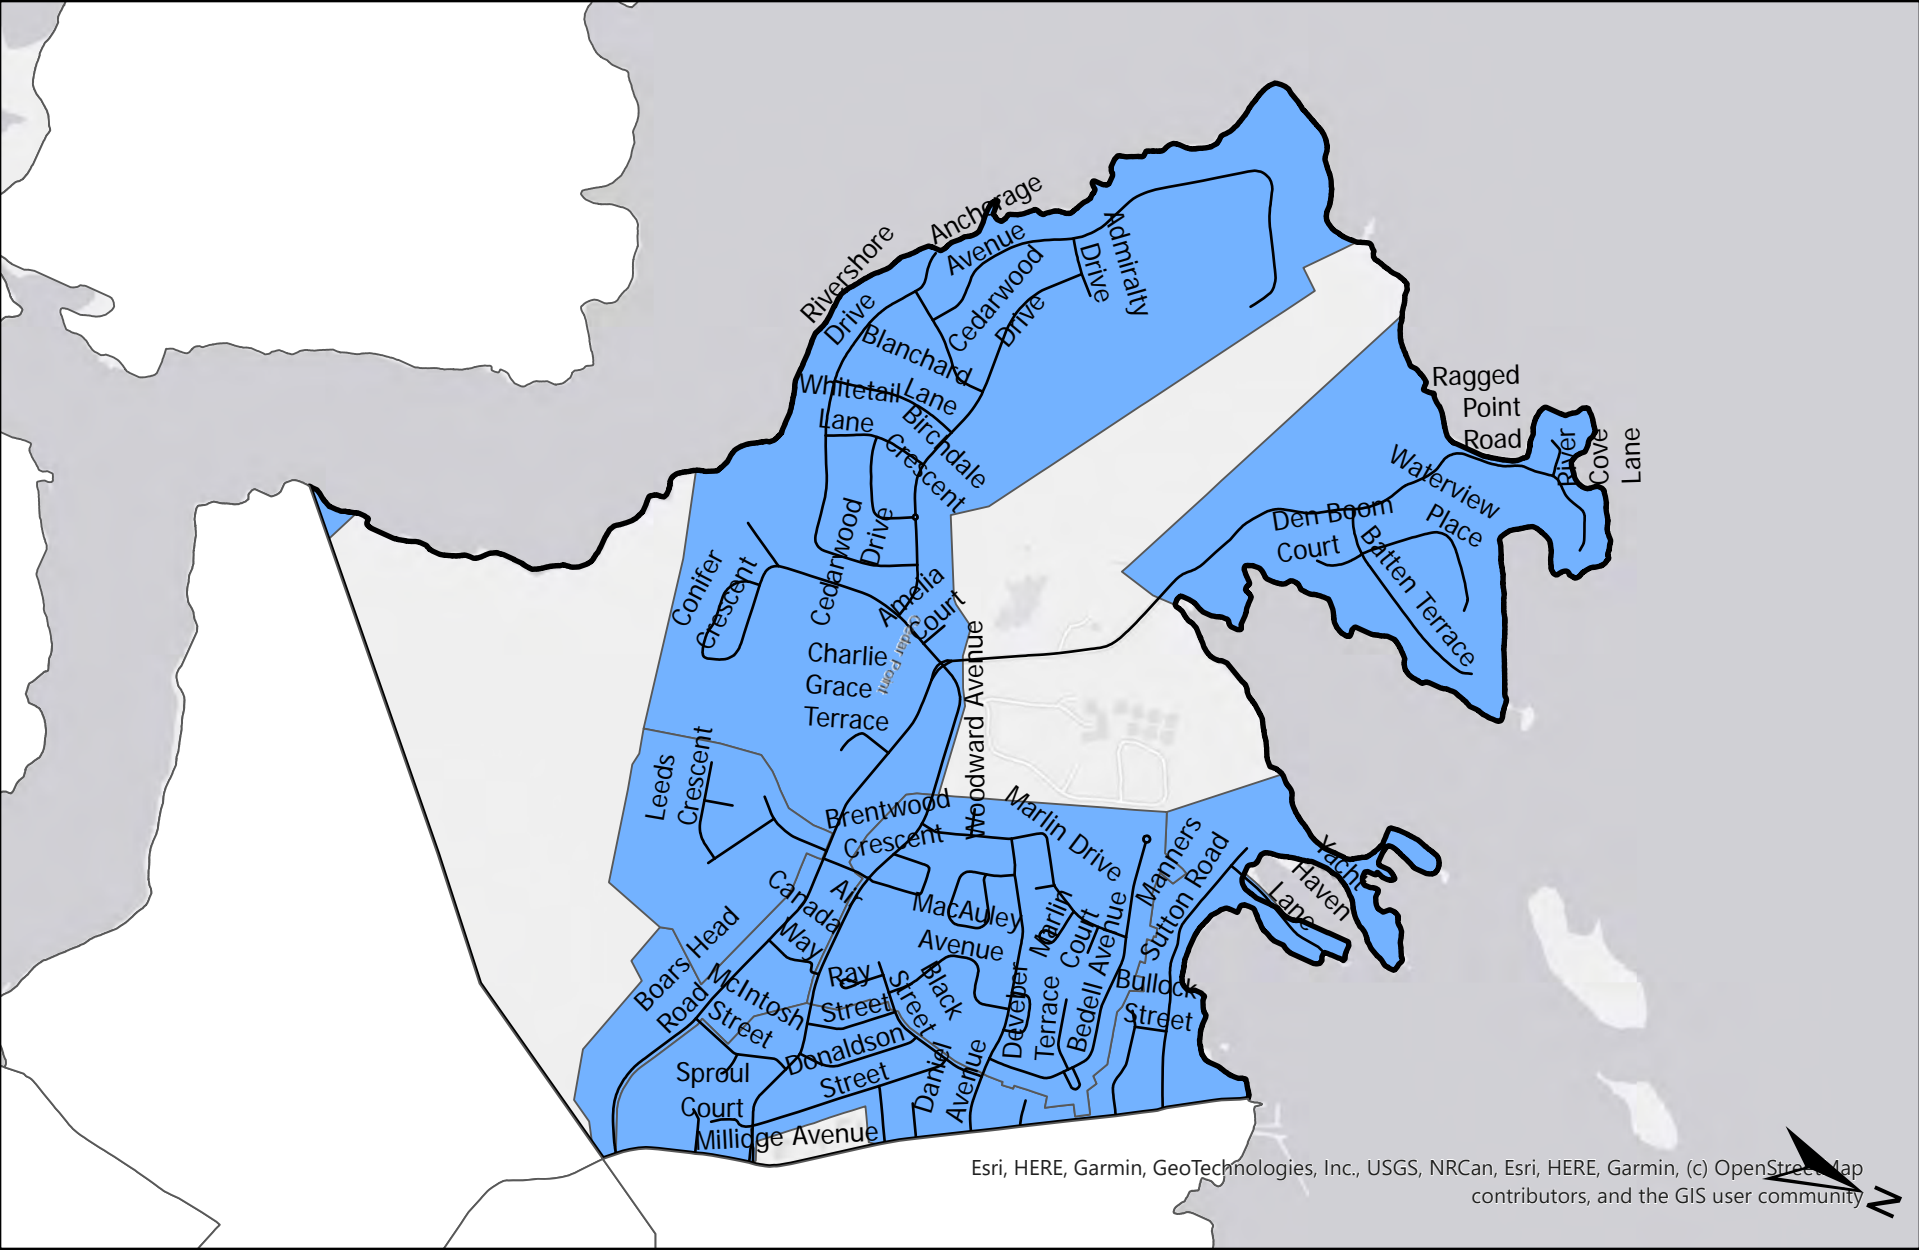 Anchorage
Avenue
Rivershore
Drive
Admiralty
Drive
Cedarwood
Drive
Blanchard
Lane
Whitetail
Lane
Birchdale
Crescent
Ragged
Point
Road
River
Cove
Lane
Waterview
Place
Den Boom
Court
Batten Terrace
Cedarwood
Drive
Conifer
Crescent
Amelia
Court
Cedar Point
Charlie
Grace
Terrace
Woodward Avenue
Leeds
Crescent
Brentwood
Crescent
Marlin Drive
Manners
Sutton Road
Yacht
Haven
Lane
Air
Canada
Way
MacAuley
Avenue
Marlin
Court
Bedell Avenue
Boars Head
Road
McIntosh
Street
Ray
Street
Black
Street
Deveber
Terrace
Bullock
Street
Donaldson
Street
Daniel
Avenue
Sproul
Court
Millidge Avenue
Esri, HERE, Garmin, GeoTechnologies, Inc., USGS, NRCan, Esri, HERE, Garmin, (c) OpenStreetMap
contributors, and the GIS user community
N